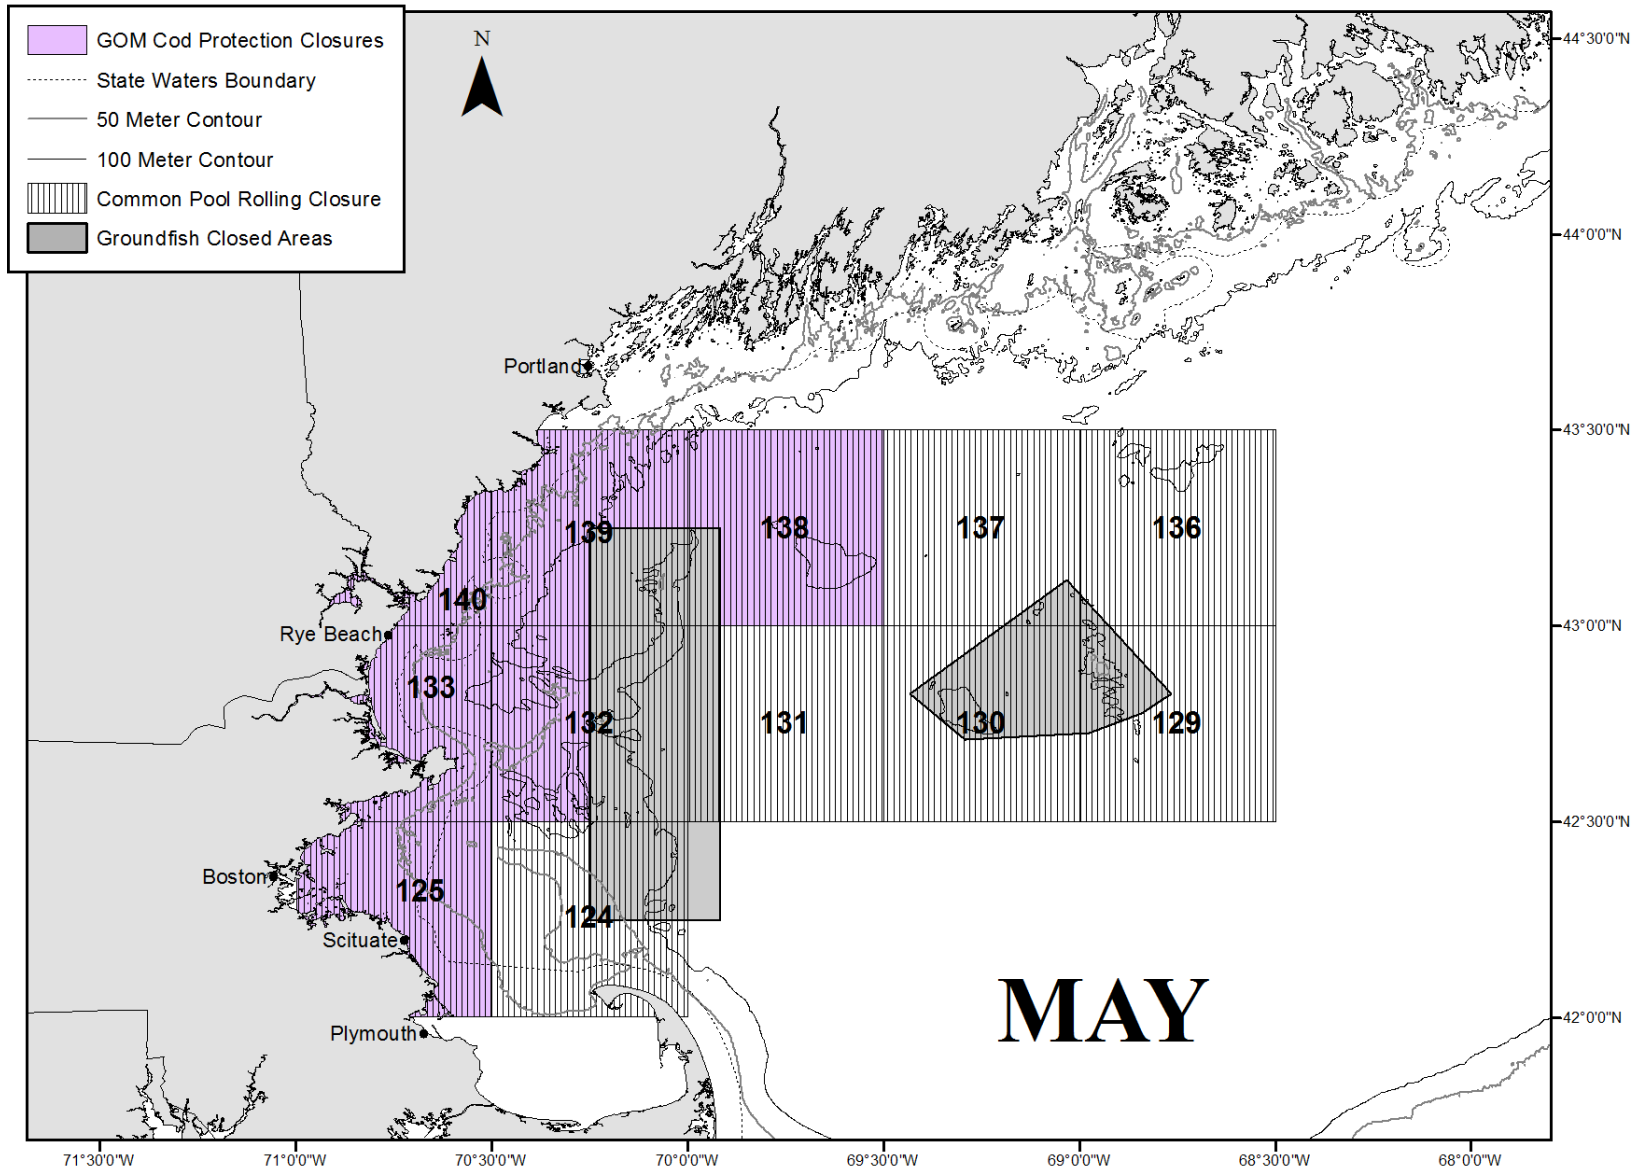 GOM Cod Protection Closures
State Waters Boundary
50 Meter Contour
100 Meter Contour
Common Pool Rolling Closure
Groundfish Closed Areas
N
44°30'0"N
44°0'0"N
Portland
43°30'0"N
139
138
137
136
140
Rye Beach
43°0'0"N
133
132
131
130
129
42°30'0"N
Boston
125
124
Scituate
MAY
Plymouth
42°0'0"N
71°30'0"W
71°0'0"W
70°30'0"W
70°0'0"W
69°30'0"W
69°0'0"W
68°30'0"W
68°0'0"W